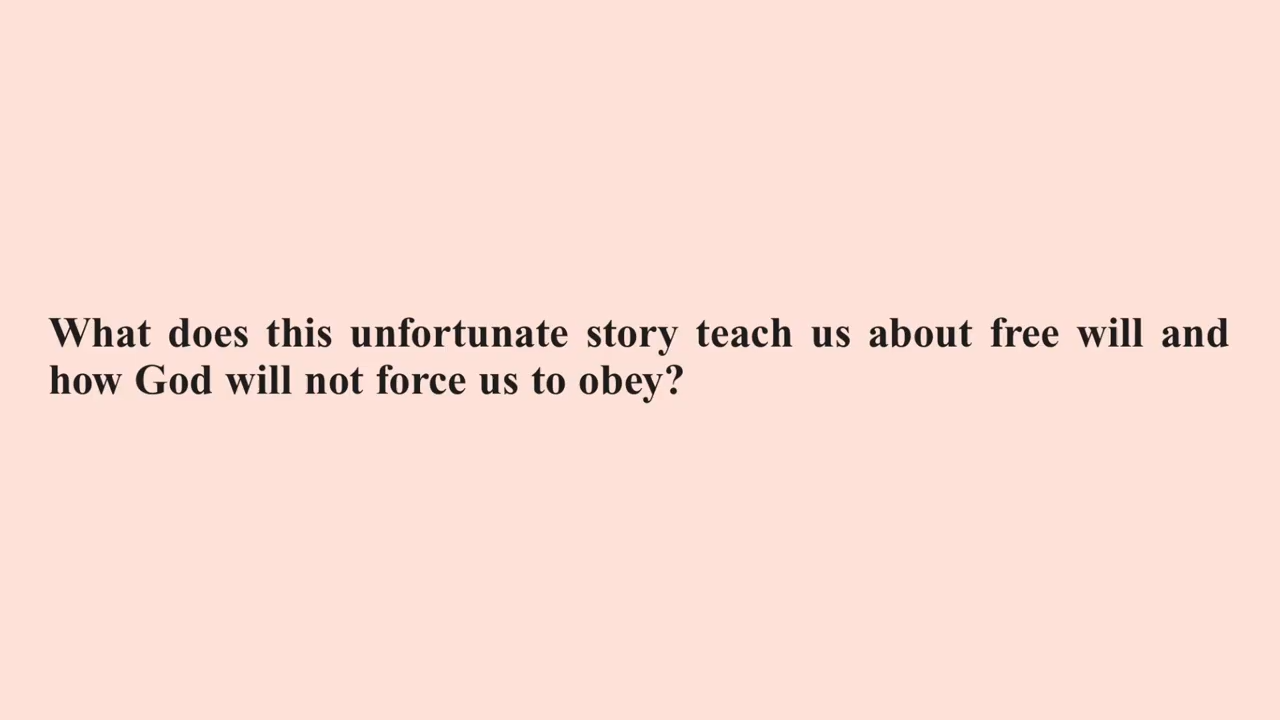 What does this unfortunate story teach us about free will and
how God will not force us to obey?